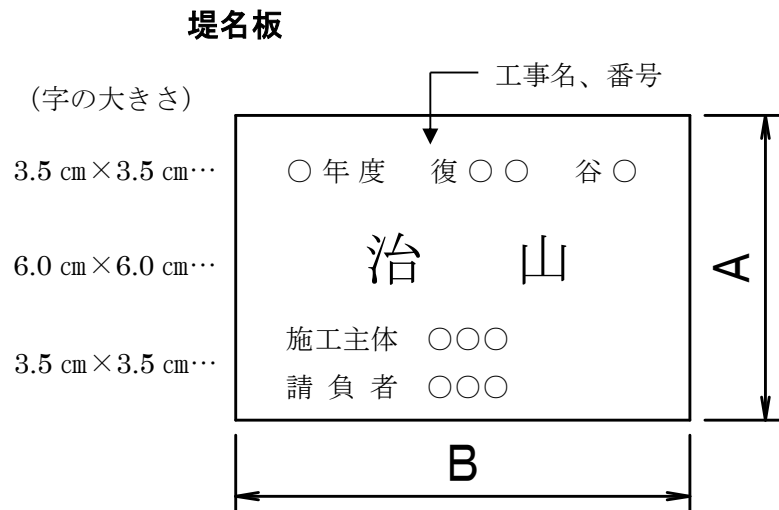 堤名板
工事名、番号
（字の大きさ）
3.5 ㎝×3.5 ㎝… ○年度 復○○ 谷○
6.0 ㎝×6.0 ㎝… 治 山
3.5 ㎝×3.5 ㎝… 施工主体 ○○○
請 負 者 ○○○
A
B